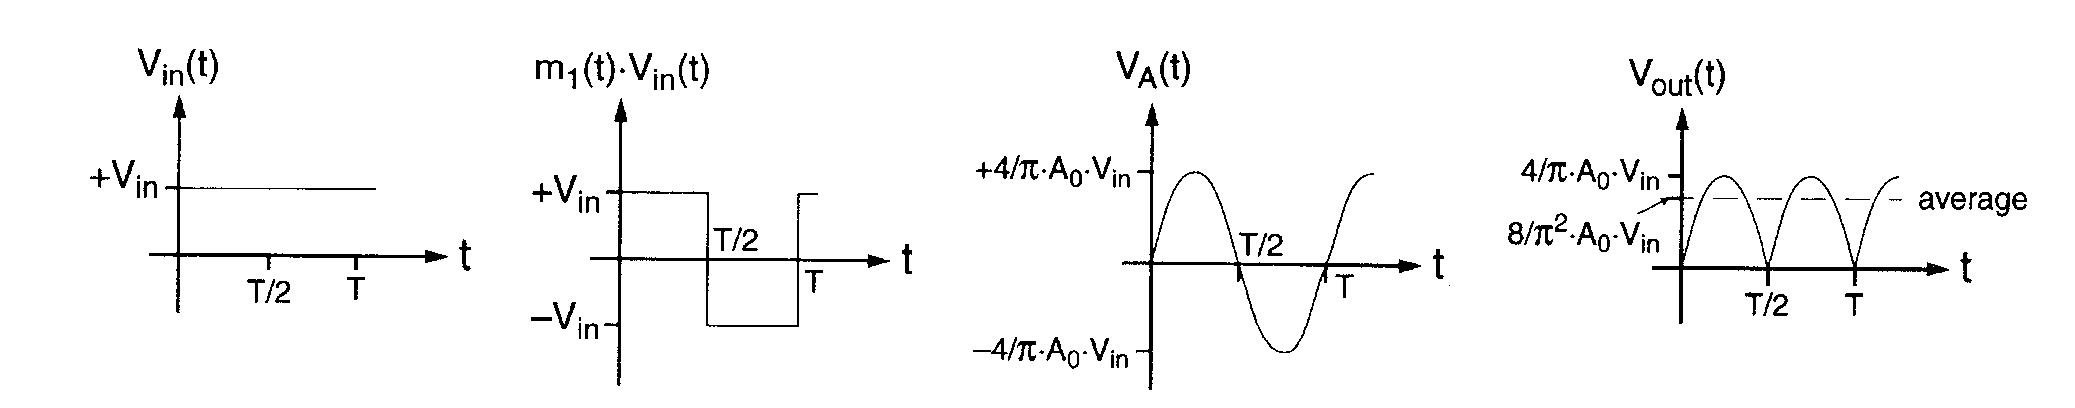 V_in(t)
+V_in
T/2
T
t
m_1(t)·V_in(t)
+V_in
−V_in
T/2
T
t
V_A(t)
+4/π·A_0·V_in
−4/π·A_0·V_in
T/2
T
t
V_out(t)
4/π·A_0·V_in
8/π^2·A_0·V_in
average
T/2
T
t